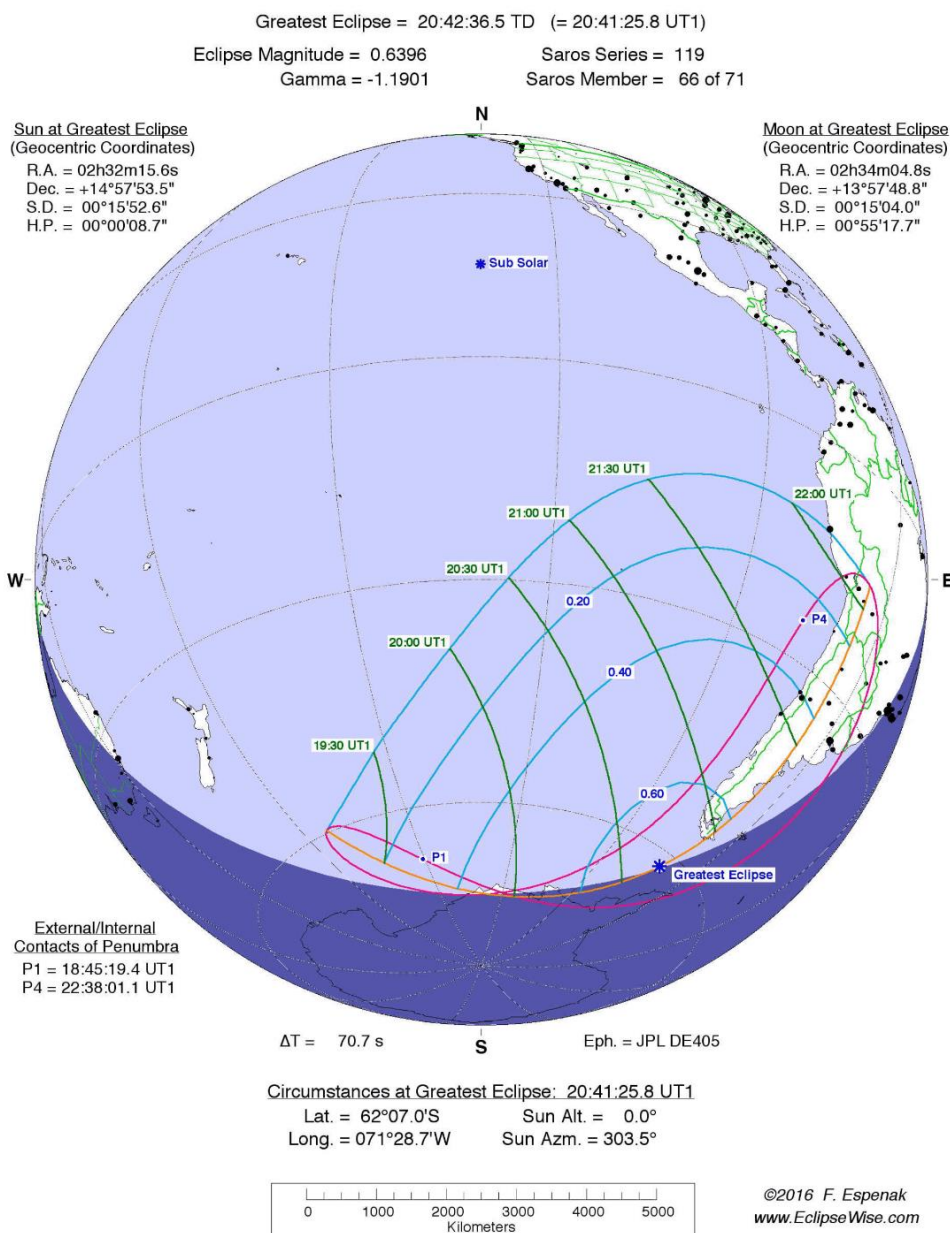 Greatest Eclipse = 20:42:36.5 TD (= 20:41:25.8 UT1)
Eclipse Magnitude = 0.6396
Saros Series = 119
Gamma = -1.1901
Saros Member = 66 of 71
Sun at Greatest Eclipse
(Geocentric Coordinates)
R.A. = 02h32m15.6s
Dec. = +14°57'53.5"
S.D. = 00°15'52.6"
H.P. = 00°00'08.7"
N
Moon at Greatest Eclipse
(Geocentric Coordinates)
R.A. = 02h34m04.8s
Dec. = +13°57'48.8"
S.D. = 00°15'04.0"
H.P. = 00°55'17.7"
Sub Solar
21:30 UT1
22:00 UT1
21:00 UT1
20:30 UT1
W
E
0.20
P4
20:00 UT1
0.40
19:30 UT1
0.60
P1
Greatest Eclipse
External/Internal
Contacts of Penumbra
P1 = 18:45:19.4 UT1
P4 = 22:38:01.1 UT1
ΔT = 70.7 s
S
Eph. = JPL DE405
Circumstances at Greatest Eclipse: 20:41:25.8 UT1
Lat. = 62°07.0'S
Sun Alt. = 0.0°
Long. = 071°28.7'W
Sun Azm. = 303.5°
0 1000 2000 3000 4000 5000
Kilometers
©2016 F. Espenak
www.EclipseWise.com